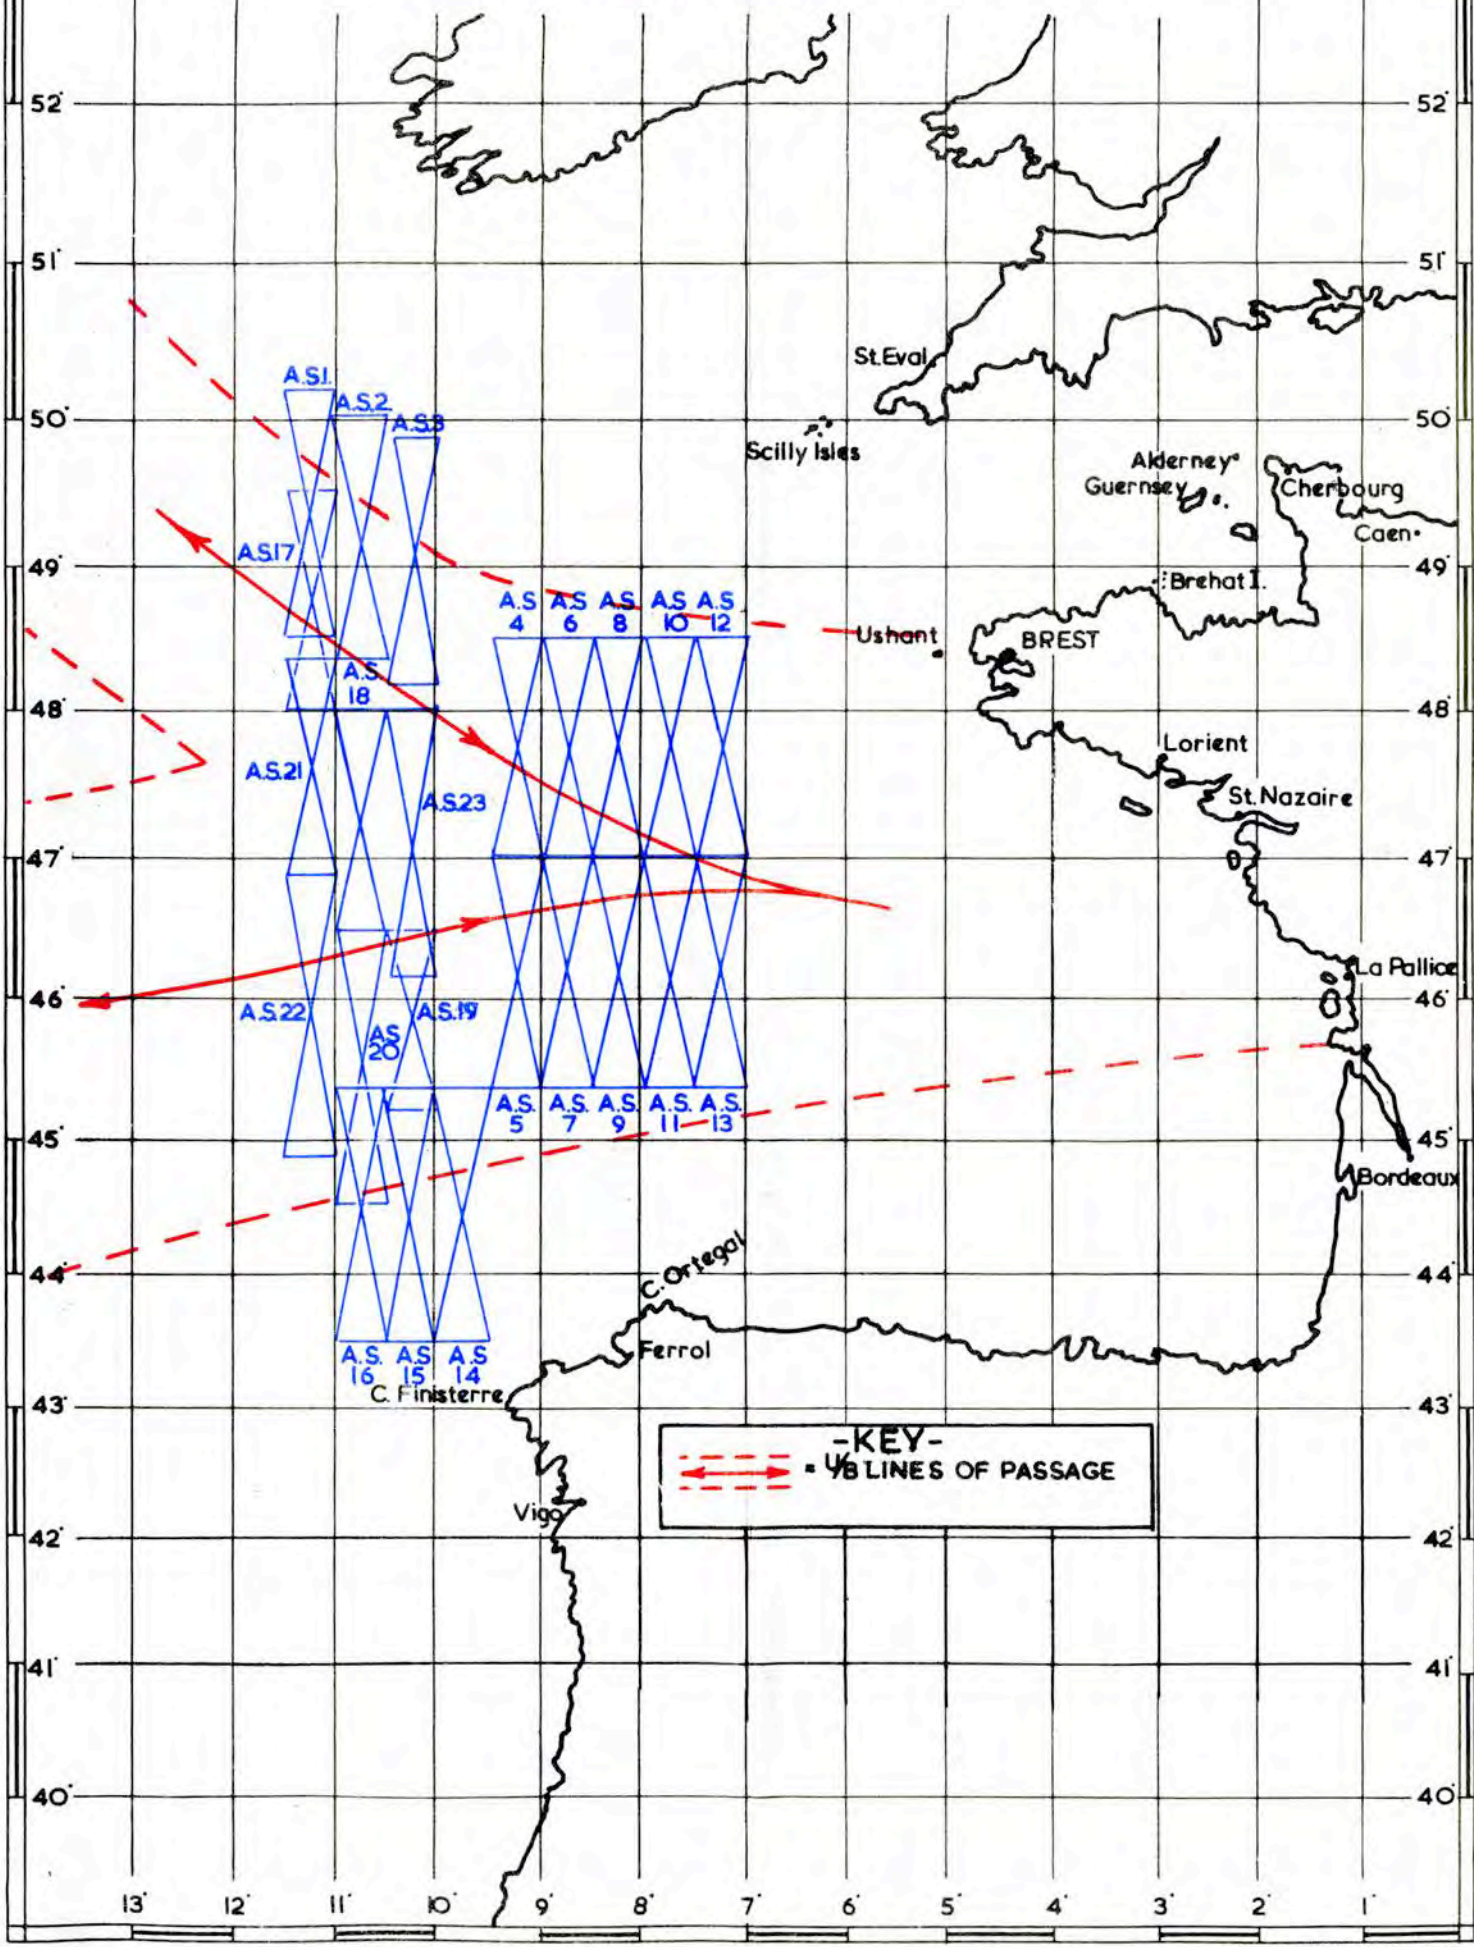 52° 52°
51° 51°
St.Eval
A.S.1.
A.S.2
A.S.3
50° 50°
Scilly Isles
Alderney
Guernsey
Cherbourg
Caen
A.S.17
49° 49°
Brehat I.
A.S A.S A.S A.S A.S
4 6 8 10 12
Ushant
BREST
A.S.
18
48° 48°
Lorient
A.S.21
St.Nazaire
A.S.23
47° 47°
La Pallice
46° 46°
A.S.22
A.S.19
A.S
20
A.S. A.S. A.S. A.S. A.S.
5 7 9 11 13
45° 45°
Bordeaux
C. Ortegal
44° 44°
Ferrol
A.S. A.S A.S
16 15 14
C. Finisterre
43° 43°
-KEY-
= U/B LINES OF PASSAGE
Vigo
42° 42°
41° 41°
40° 40°
13° 12° 11° 10° 9° 8° 7° 6° 5° 4° 3° 2° 1°